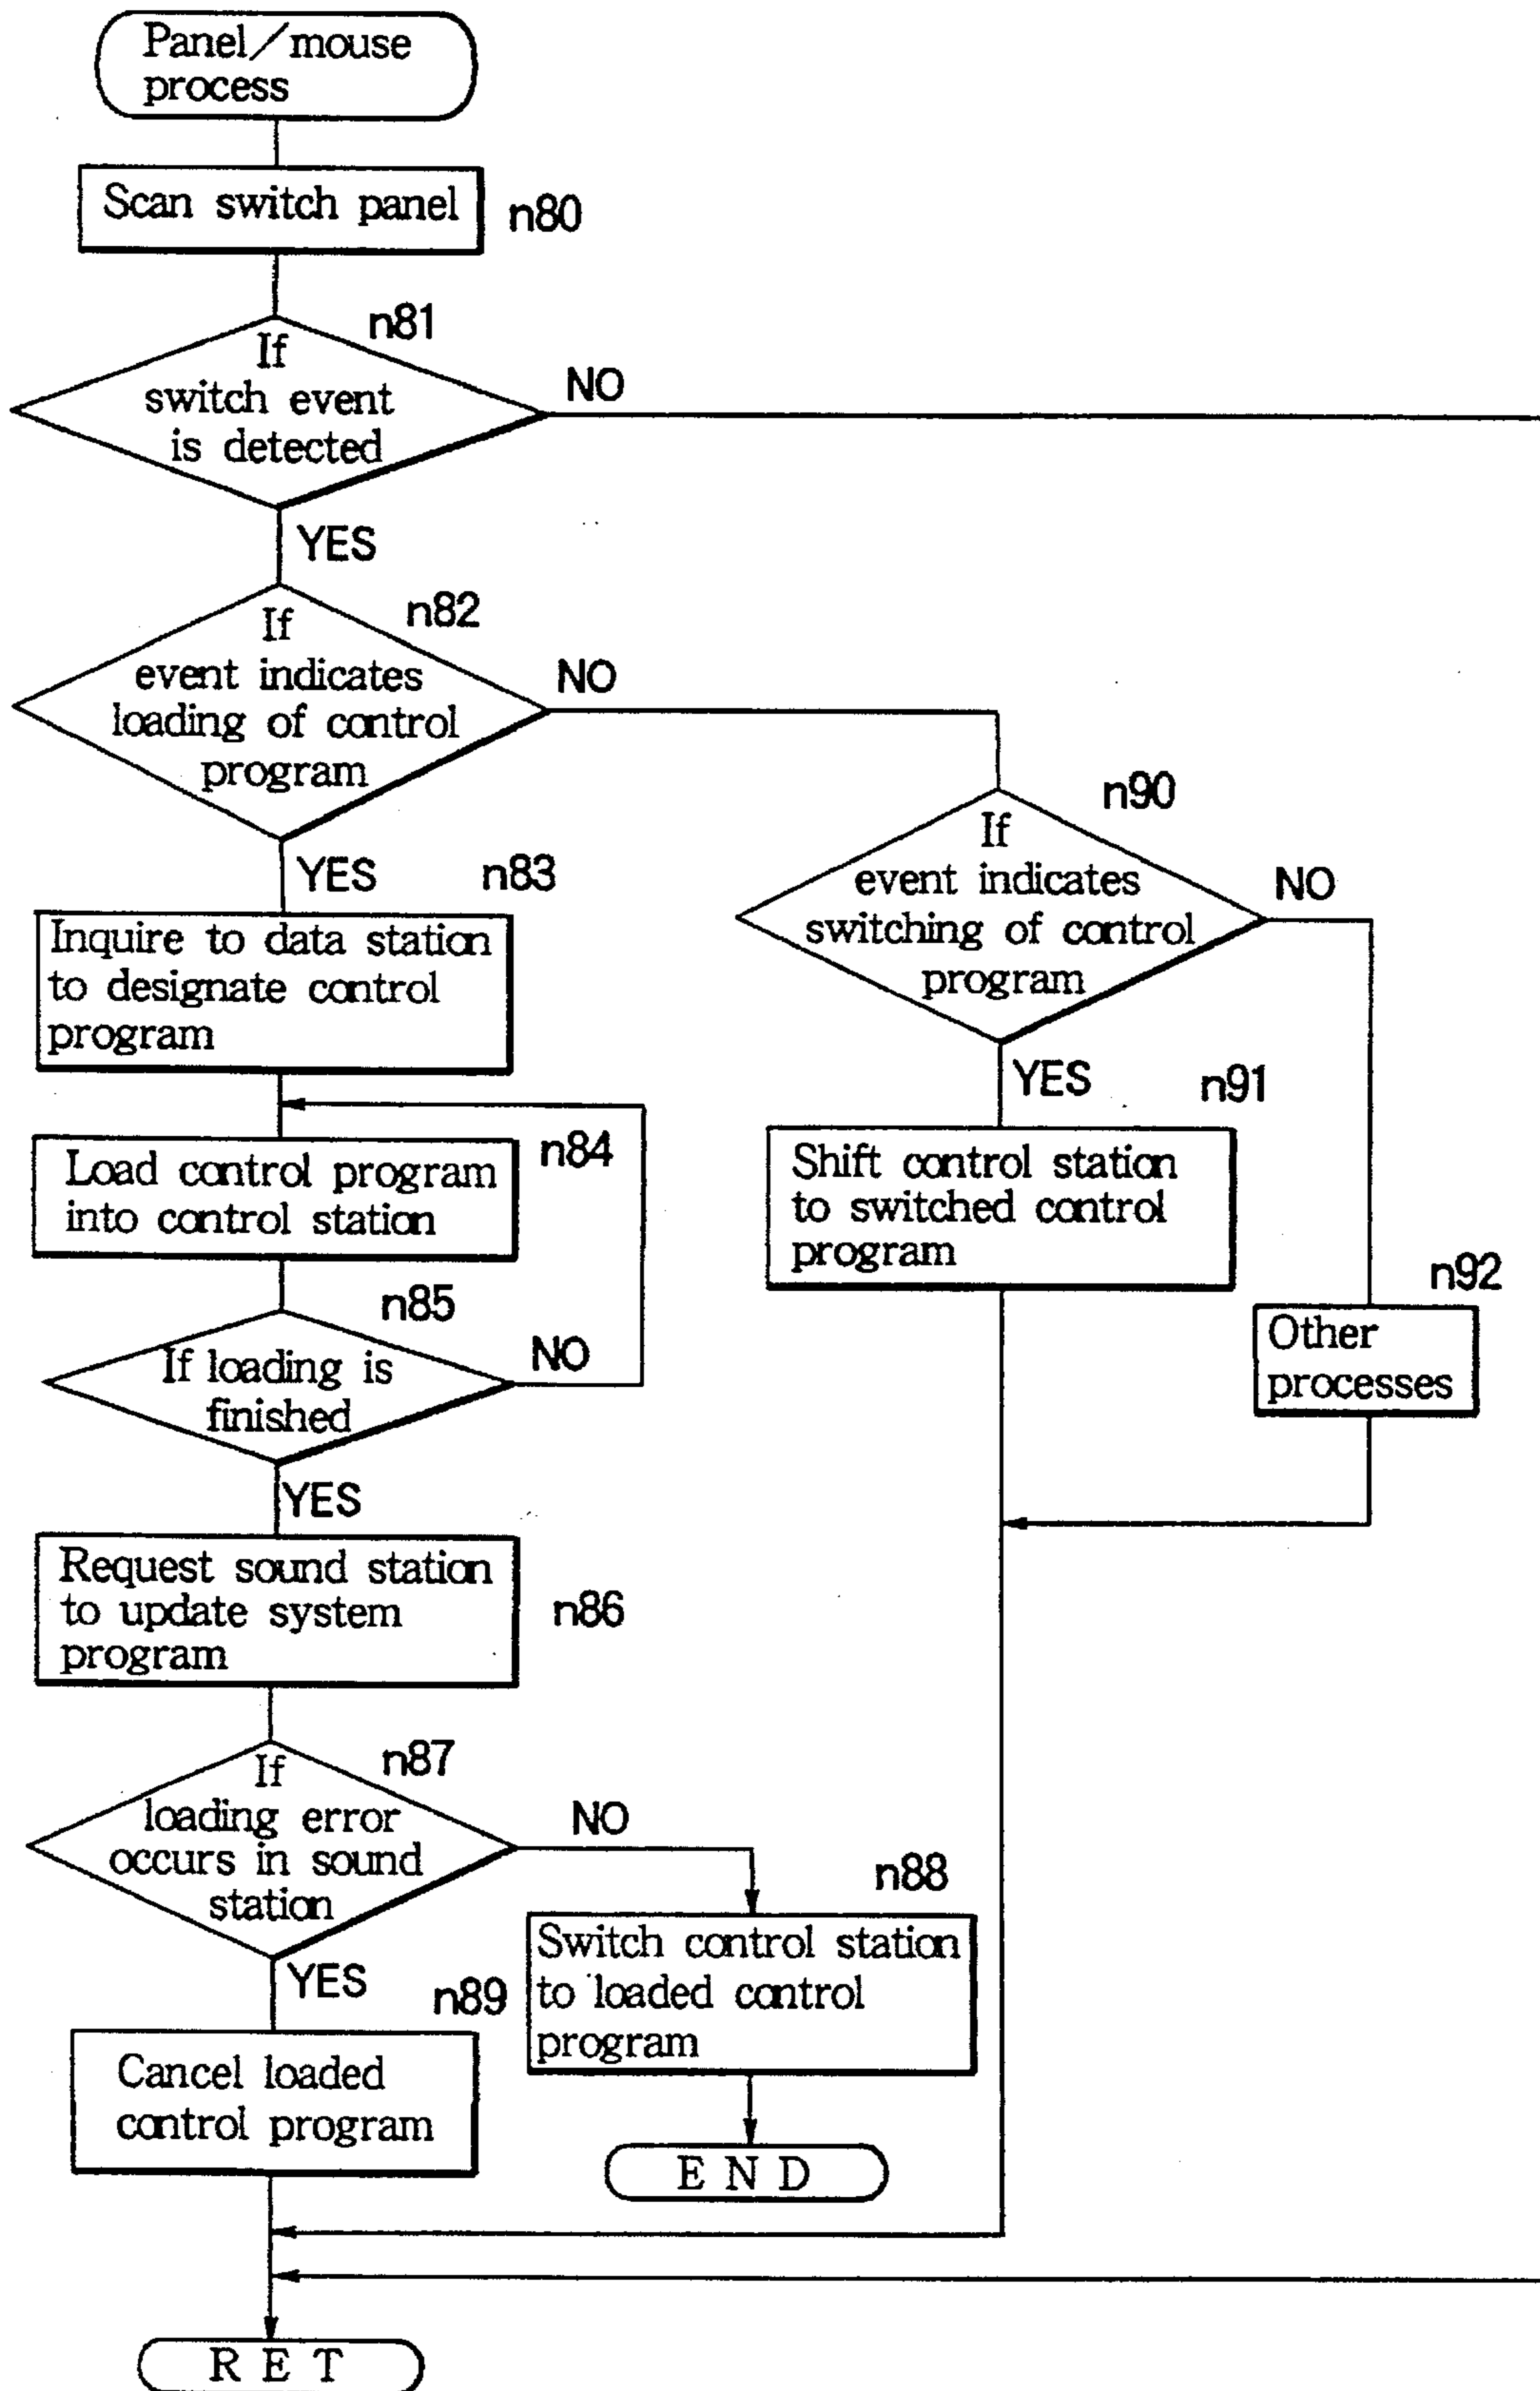 Panel/mouse
process
Scan switch panel
n80
n81
If
switch event
is detected
NO
YES
n82
If
event indicates
loading of control
program
NO
YES
n83
Inquire to data station
to designate control
program
n84
Load control program
into control station
n85
If loading is
finished
NO
YES
Request sound station
to update system
program
n86
n87
If
loading error
occurs in sound
station
NO
YES
n88
Switch control station
to loaded control
program
END
n89
Cancel loaded
control program
n90
If
event indicates
switching of control
program
NO
YES
n91
Shift control station
to switched control
program
n92
Other
processes
RET